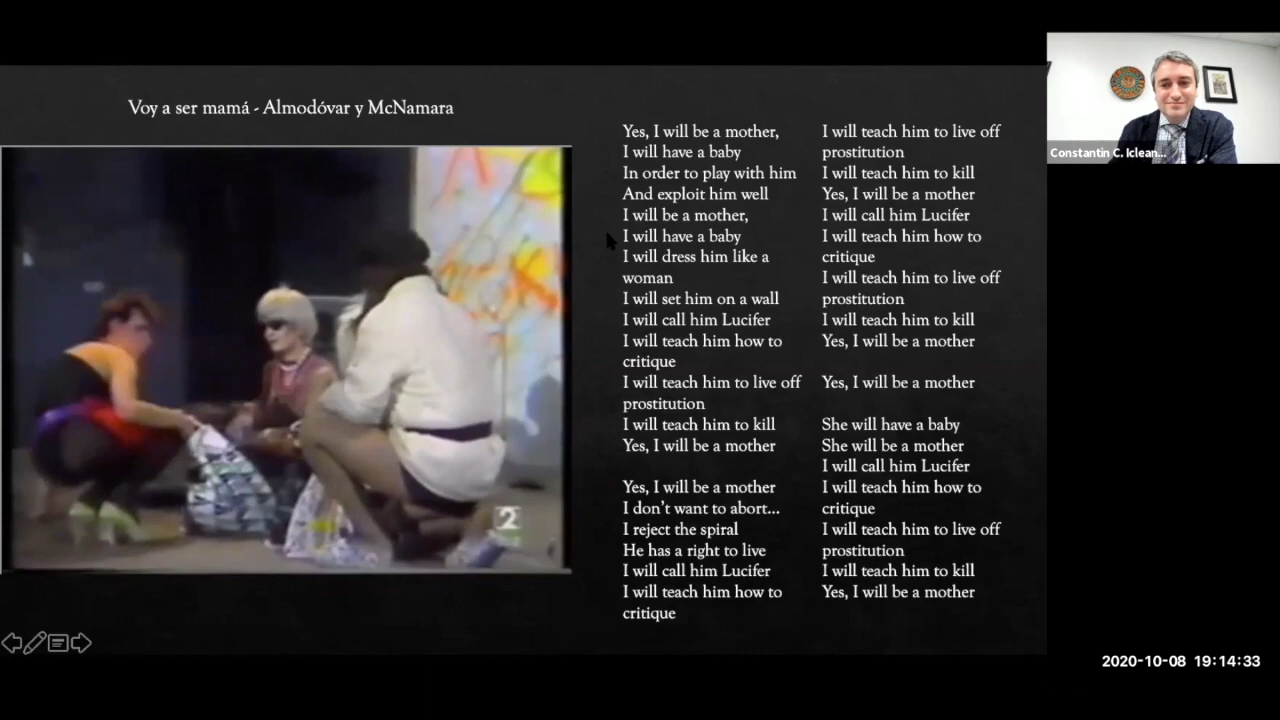 Voy a ser mamá - Almodóvar y McNamara
Yes, I will be a mother,
I will have a baby
In order to play with him
And exploit him well
I will be a mother,
I will have a baby
I will dress him like a
woman
I will set him on a wall
I will call him Lucifer
I will teach him how to
critique
I will teach him to live off
prostitution
I will teach him to kill
Yes, I will be a mother
Yes, I will be a mother
I don't want to abort...
I reject the spiral
He has a right to live
I will call him Lucifer
I will teach him how to
critique
I will teach him to live off
prostitution
I will teach him to kill
Yes, I will be a mother
I will call him Lucifer
I will teach him how to
critique
I will teach him to live off
prostitution
I will teach him to kill
Yes, I will be a mother
Yes, I will be a mother
She will have a baby
She will be a mother
I will call him Lucifer
I will teach him how to
critique
I will teach him to live off
prostitution
I will teach him to kill
Yes, I will be a mother
2
Constantin C. Iclean...
2020-10-08 19:14:33